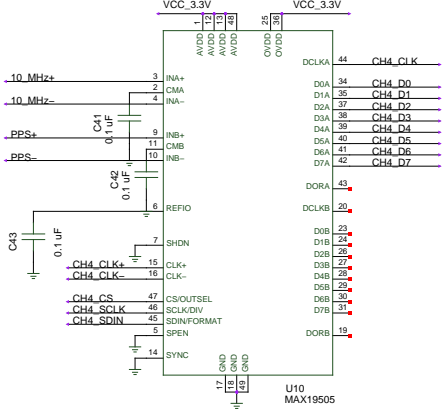 VCC_3.3V VCC_3.3V
1 12 13 48 25 36
AVDD AVDD AVDD AVDD OVDD OVDD
DCLKA 44 CH4_CLK
10_MHz+ 3 INA+
D0A 34 CH4_D0
2 CMA
D1A 35 CH4_D1
10_MHz− 4 INA−
D2A 37 CH4_D2
D3A 38 CH4_D3
C41 0.1 uF
D4A 39 CH4_D4
PPS+ 9 INB+
D5A 40 CH4_D5
11 CMB
D6A 41 CH4_D6
PPS− 10 INB−
D7A 42 CH4_D7
C42 0.1 uF
DORA 43
6 REFIO
DCLKB 20
C43 0.1 uF
D0B 23
7 SHDN
D1B 24
D2B 26
CH4_CLK+ 15 CLK+
D3B 27
CH4_CLK− 16 CLK−
D4B 28
D5B 29
CH4_CS 47 CS/OUTSEL
D6B 30
CH4_SCLK 46 SCLK/DIV
D7B 31
CH4_SDIN 45 SDIN/FORMAT
5 SPEN
DORB 19
14 SYNC
GND GND GND
17 18 49
U10
MAX19505